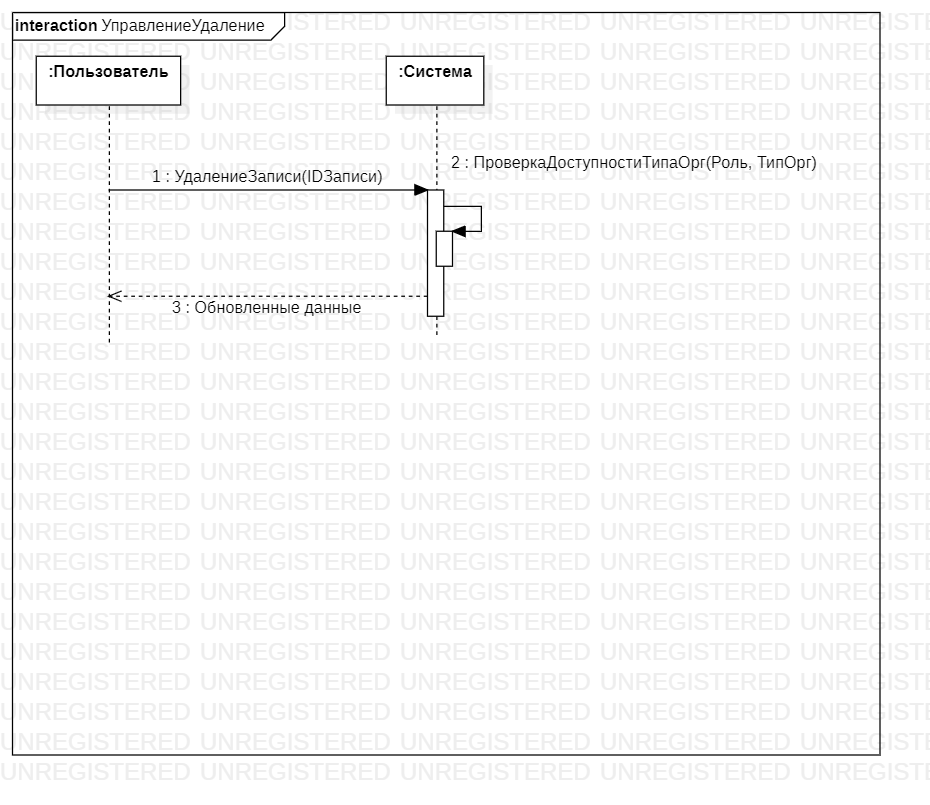 interaction УправлениеУдаление
:Пользователь
:Система
2 : ПроверкаДоступностиТипаОрг(Роль, ТипОрг)
1 : УдалениеЗаписи(IDЗаписи)
3 : Обновленные данные
UNREGISTERED